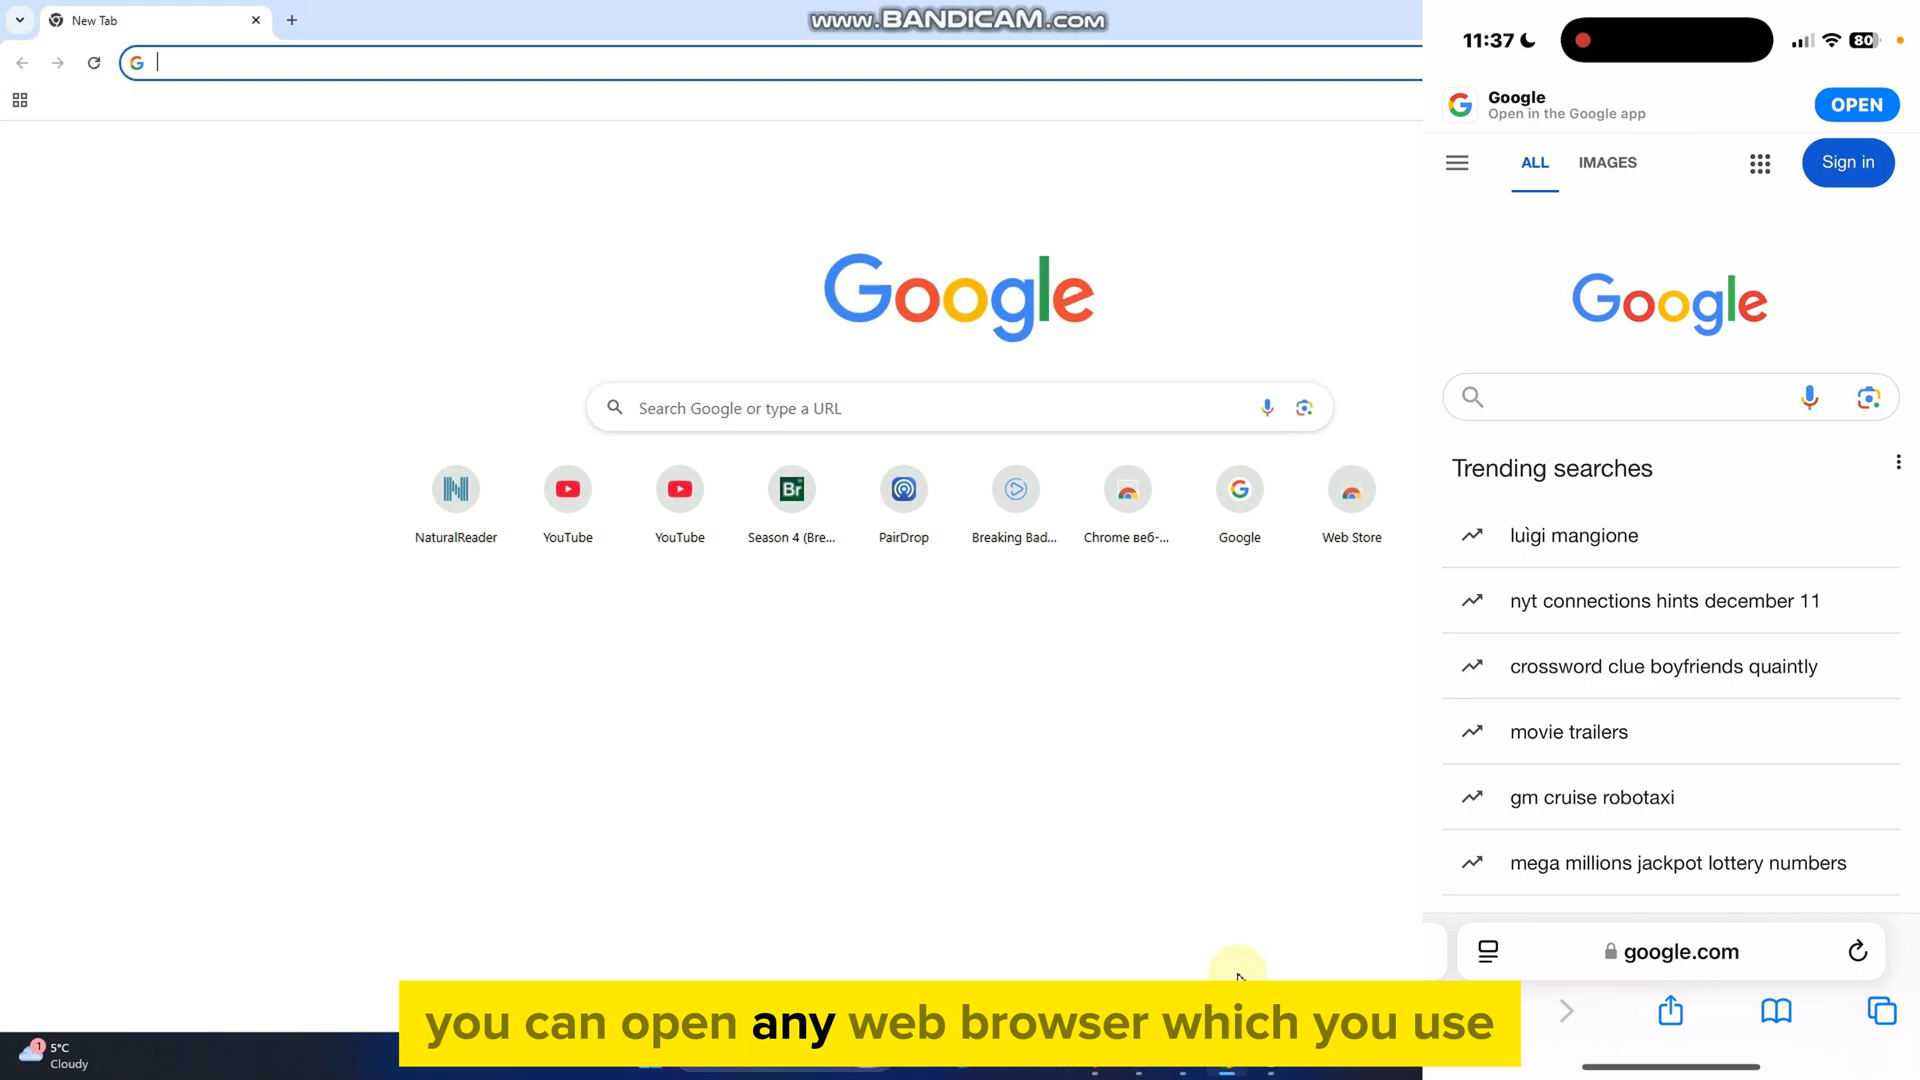 New Tab
www.BANDICAM.com
Google
Search Google or type a URL
NaturalReader
YouTube
YouTube
Br
Season 4 (Bre...
PairDrop
Breaking Bad...
Chrome веб-...
Google
Web Store
1
5°C
Cloudy
11:37
80
Google
Open in the Google app
OPEN
ALL
IMAGES
Sign in
Google
Trending searches
luigi mangione
nyt connections hints december 11
crossword clue boyfriends quaintly
movie trailers
gm cruise robotaxi
mega millions jackpot lottery numbers
google.com
you can open any web browser which you use